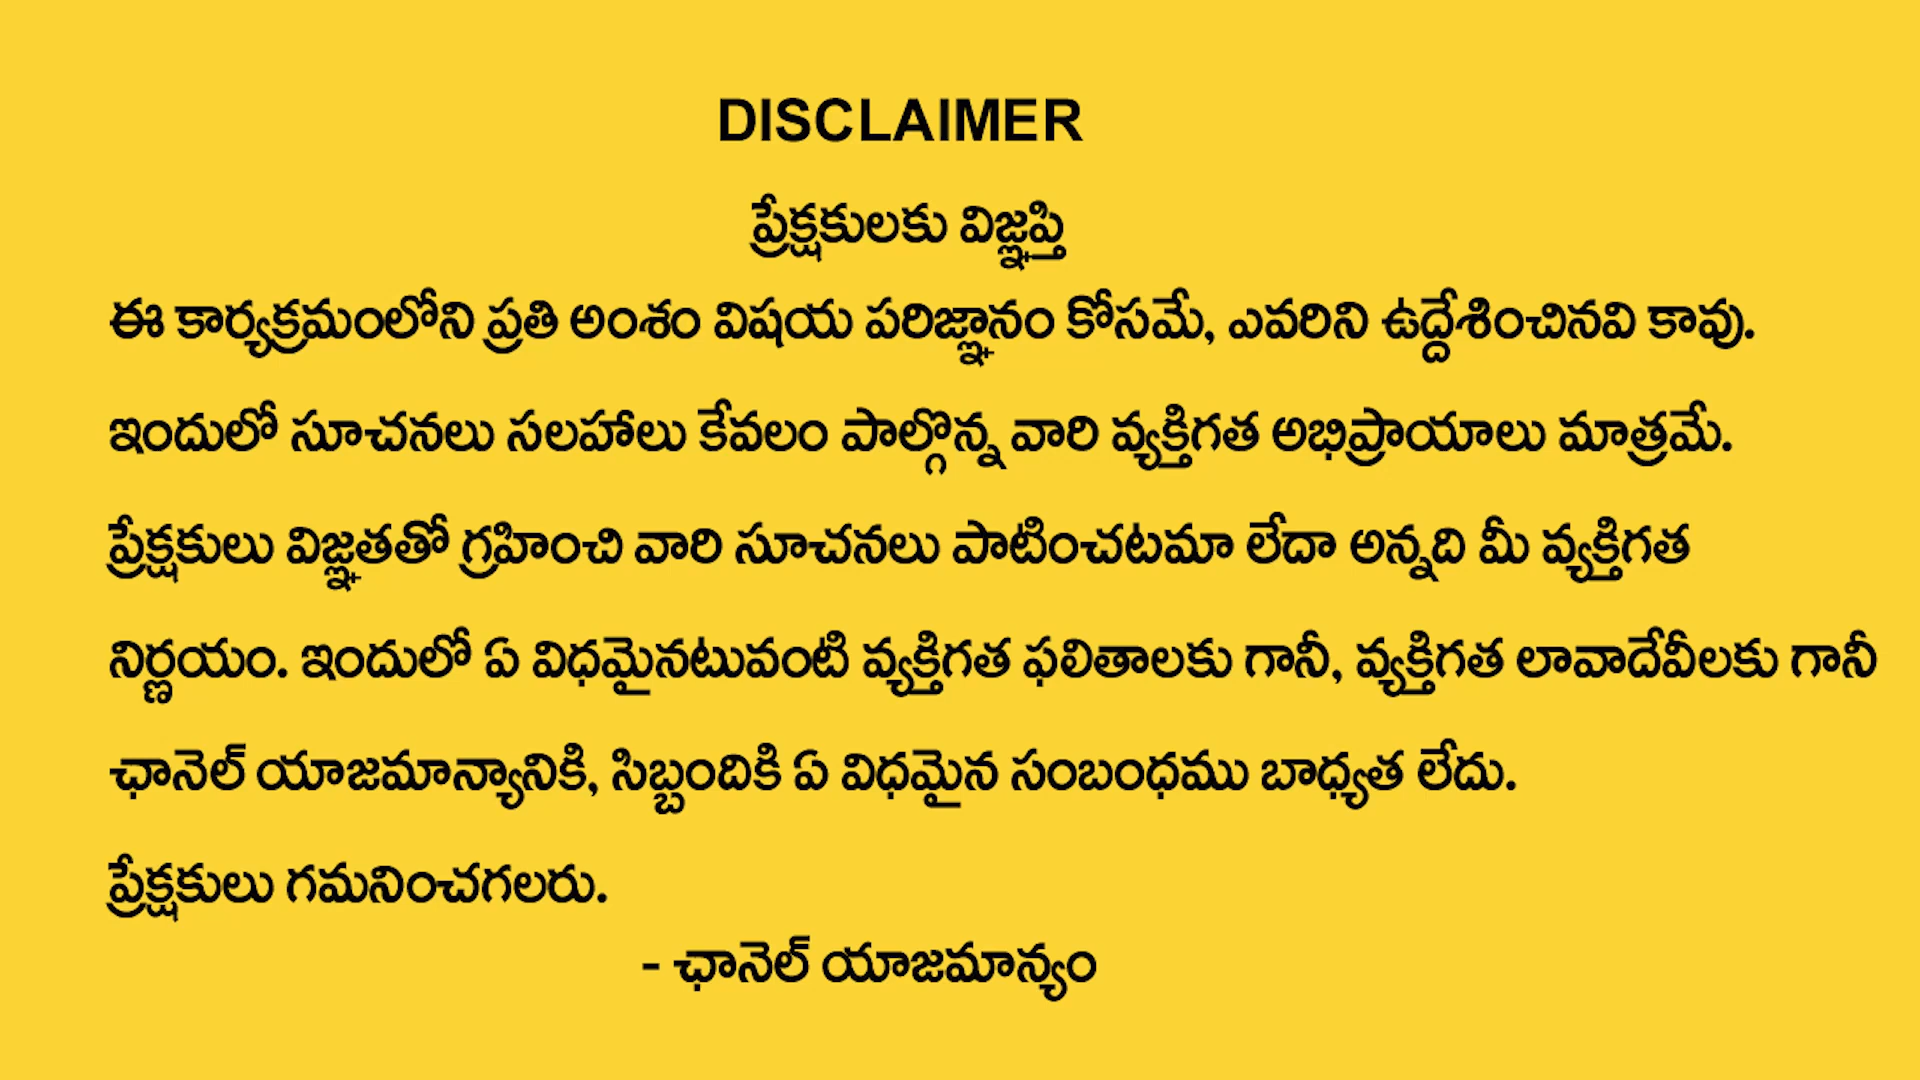 DISCLAIMER
ప్రేక్షకులకు విజ్ఞప్తి
ఈ కార్యక్రమంలోని ప్రతి అంశం విషయ పరిజ్ఞానం కోసమే, ఎవరిని ఉద్దేశించినవి కావు.
ఇందులో సూచనలు సలహాలు కేవలం పాల్గొన్న వారి వ్యక్తిగత అభిప్రాయాలు మాత్రమే.
ప్రేక్షకులు విజ్ఞతతో గ్రహించి వారి సూచనలు పాటించటమా లేదా అన్నది మీ వ్యక్తిగత
నిర్ణయం. ఇందులో ఏ విధమైనటువంటి వ్యక్తిగత ఫలితాలకు గానీ, వ్యక్తిగత లావాదేవీలకు గానీ
ఛానెల్ యాజమాన్యానికి, సిబ్బందికి ఏ విధమైన సంబంధము బాధ్యత లేదు.
ప్రేక్షకులు గమనించగలరు.
- ఛానెల్ యాజమాన్యం